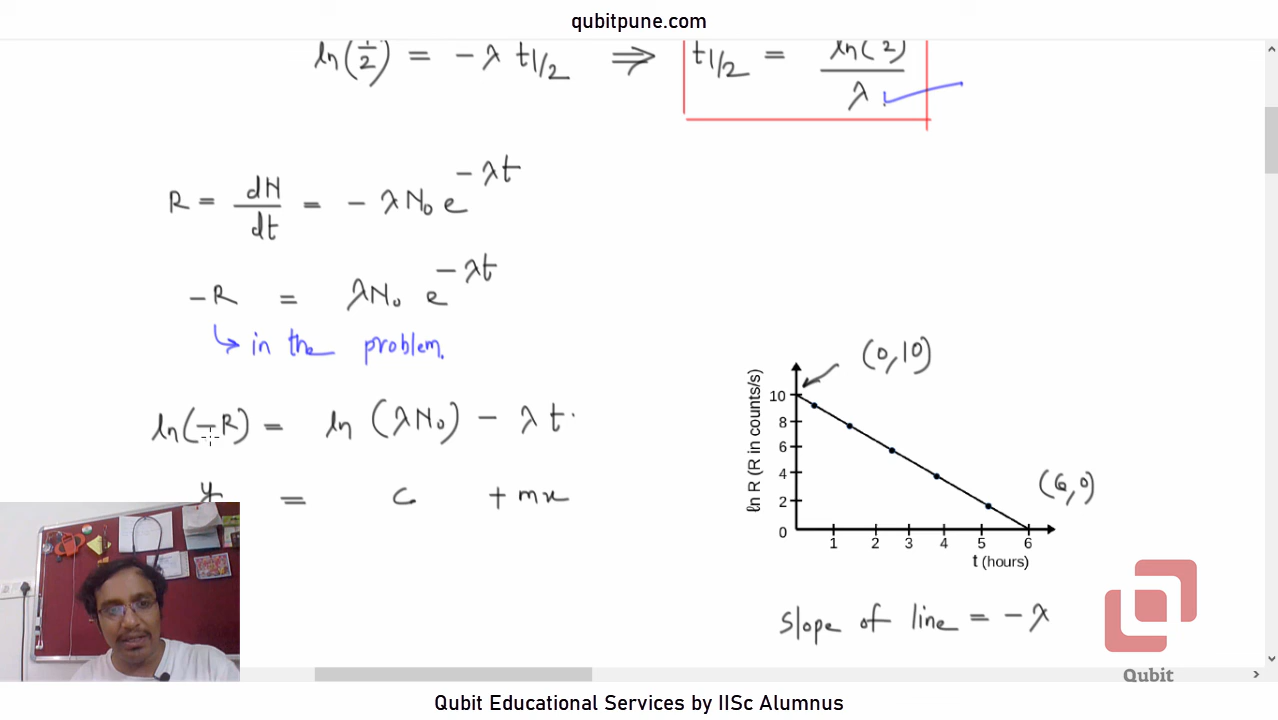 qubitpune.com
ln(1/2) = - λ t1/2 ⇒ t1/2 = ln(2)/λ
R = dN/dt = - λ N₀ e^(-λt)
-R = λN₀ e^(-λt)
↳ in the problem.
ln(-R) = ln (λN₀) - λ t.
y = c + mx
(0,10)
(6,0)
ln R (R in counts/s)
10
8
6
4
2
0
1 2 3 4 5 6
t (hours)
slope of line = - λ
Qubit
Qubit Educational Services by IISc Alumnus